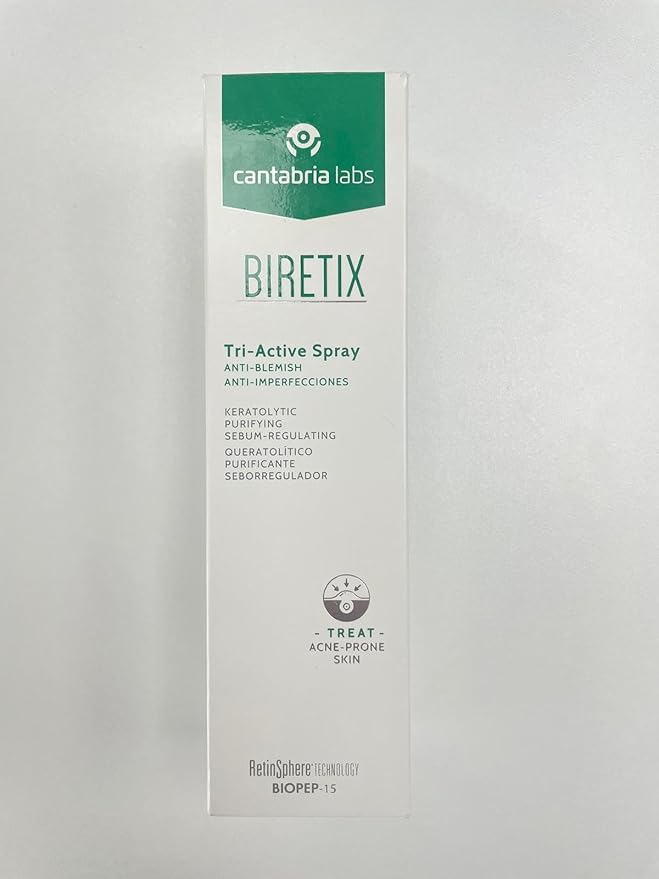 cantabria labs
BIRETIX
Tri-Active Spray
ANTI-BLEMISH
ANTI-IMPERFECCIONES
KERATOLYTIC
PURIFYING
SEBUM-REGULATING
QUERATOLÍTICO
PURIFICANTE
SEBORREGULADOR
- TREAT -
ACNE-PRONE
SKIN
RetinSphere® TECHNOLOGY
BIOPEP-15